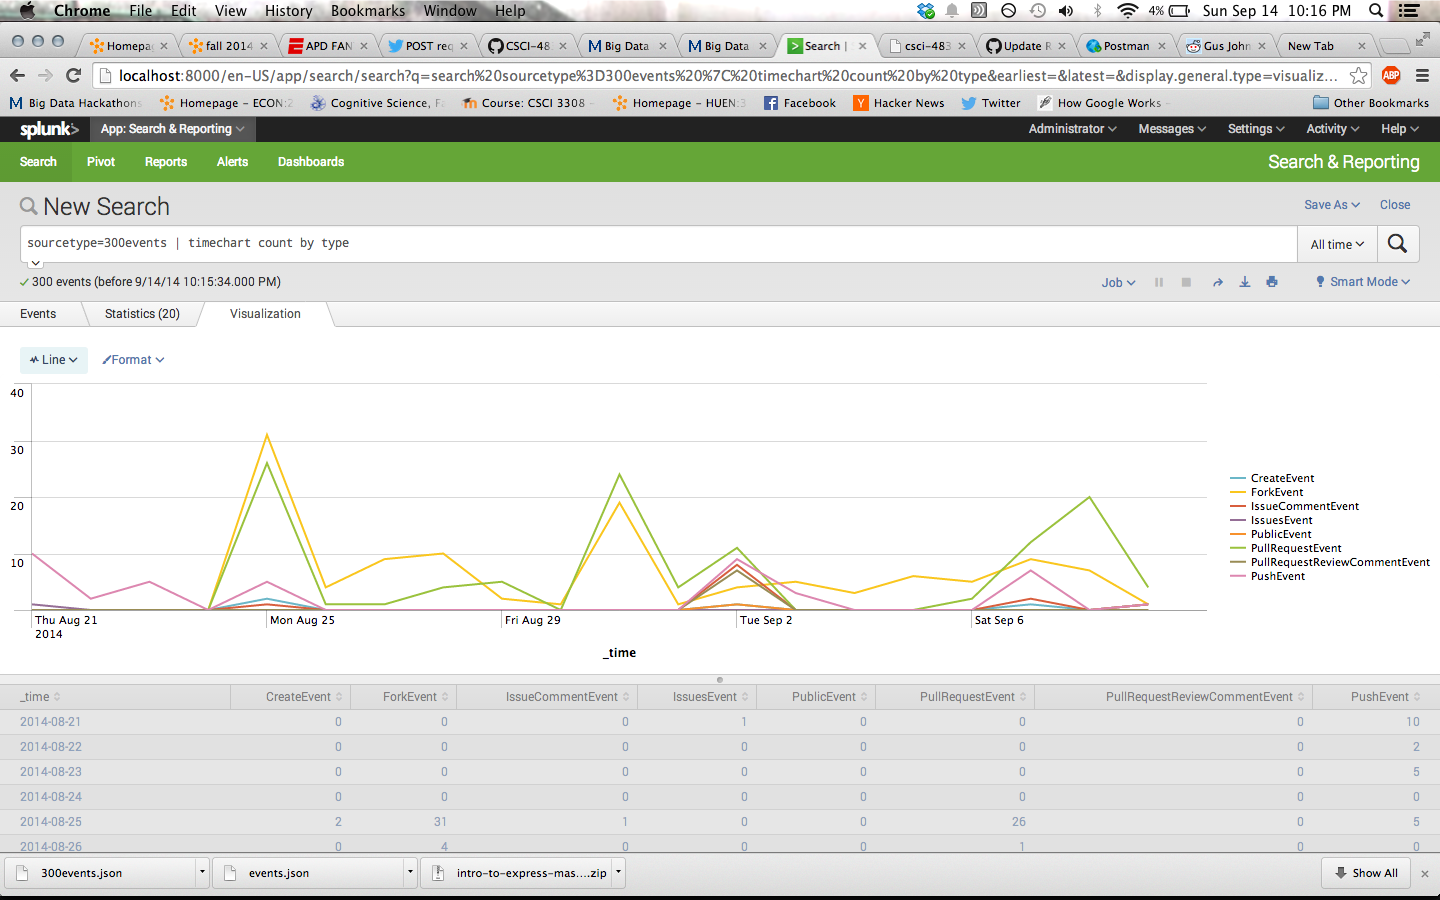 Chrome File Edit View History Bookmarks Window Help 4% Sun Sep 14 10:16 PM
Homepa fall 2014 APD FAN POST req CSCI-48 Big Data Big Data Search | csci-483 Update R Postman Gus John New Tab
localhost:8000/en-US/app/search/search?q=search%20sourcetype%3D300events%20%7C%20timechart%20count%20by%20type&earliest=&latest=&display.general.type=visualiz... ABP
Big Data Hackathons Homepage – ECON:2 Cognitive Science, F Course: CSCI 3308 – Homepage – HUEN:3 Facebook Hacker News Twitter How Google Works – Other Bookmarks
splunk> App: Search & Reporting Administrator Messages Settings Activity Help
Search Pivot Reports Alerts Dashboards Search & Reporting
New Search Save As Close
sourcetype=300events | timechart count by type All time
300 events (before 9/14/14 10:15:34.000 PM) Job Smart Mode
Events Statistics (20) Visualization
Line Format
40
30
20
10
CreateEvent
ForkEvent
IssueCommentEvent
IssuesEvent
PublicEvent
PullRequestEvent
PullRequestReviewCommentEvent
PushEvent
Thu Aug 21 Mon Aug 25 Fri Aug 29 Tue Sep 2 Sat Sep 6
2014
_time
_time CreateEvent ForkEvent IssueCommentEvent IssuesEvent PublicEvent PullRequestEvent PullRequestReviewCommentEvent PushEvent
2014-08-21 0 0 0 1 0 0 0 10
2014-08-22 0 0 0 0 0 0 0 2
2014-08-23 0 0 0 0 0 0 0 5
2014-08-24 0 0 0 0 0 0 0 0
2014-08-25 2 31 1 0 0 26 0 5
2014-08-26 0 4 0 0 0 1 0 0
300events.json events.json intro-to-express-mas....zip Show All